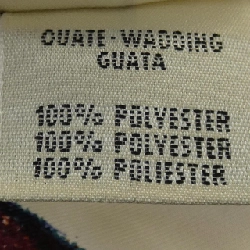 OUATE-WADDING
GUATA
100% POLYESTER
100% POLYESTER
100% POLIESTER